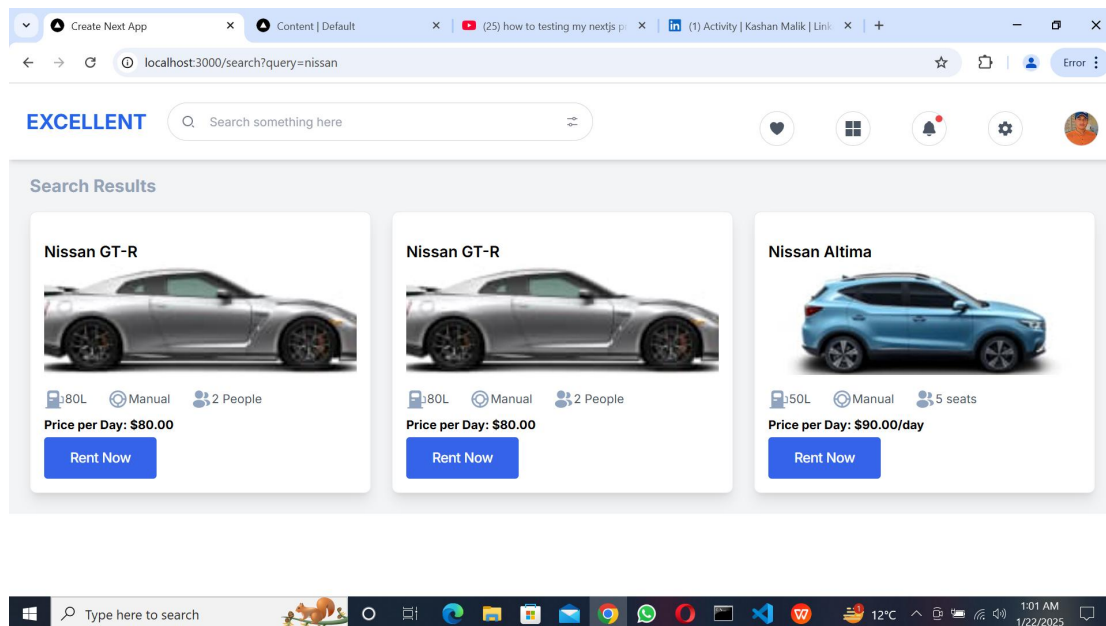 Create Next App
Content | Default
(25) how to testing my nextjs pr
(1) Activity | Kashan Malik | Link
localhost:3000/search?query=nissan
Error
EXCELLENT
Search something here
Search Results
Nissan GT-R
80L Manual 2 People
Price per Day: $80.00
Rent Now
Nissan GT-R
80L Manual 2 People
Price per Day: $80.00
Rent Now
Nissan Altima
50L Manual 5 seats
Price per Day: $90.00/day
Rent Now
Type here to search
12°C
1:01 AM
1/22/2025